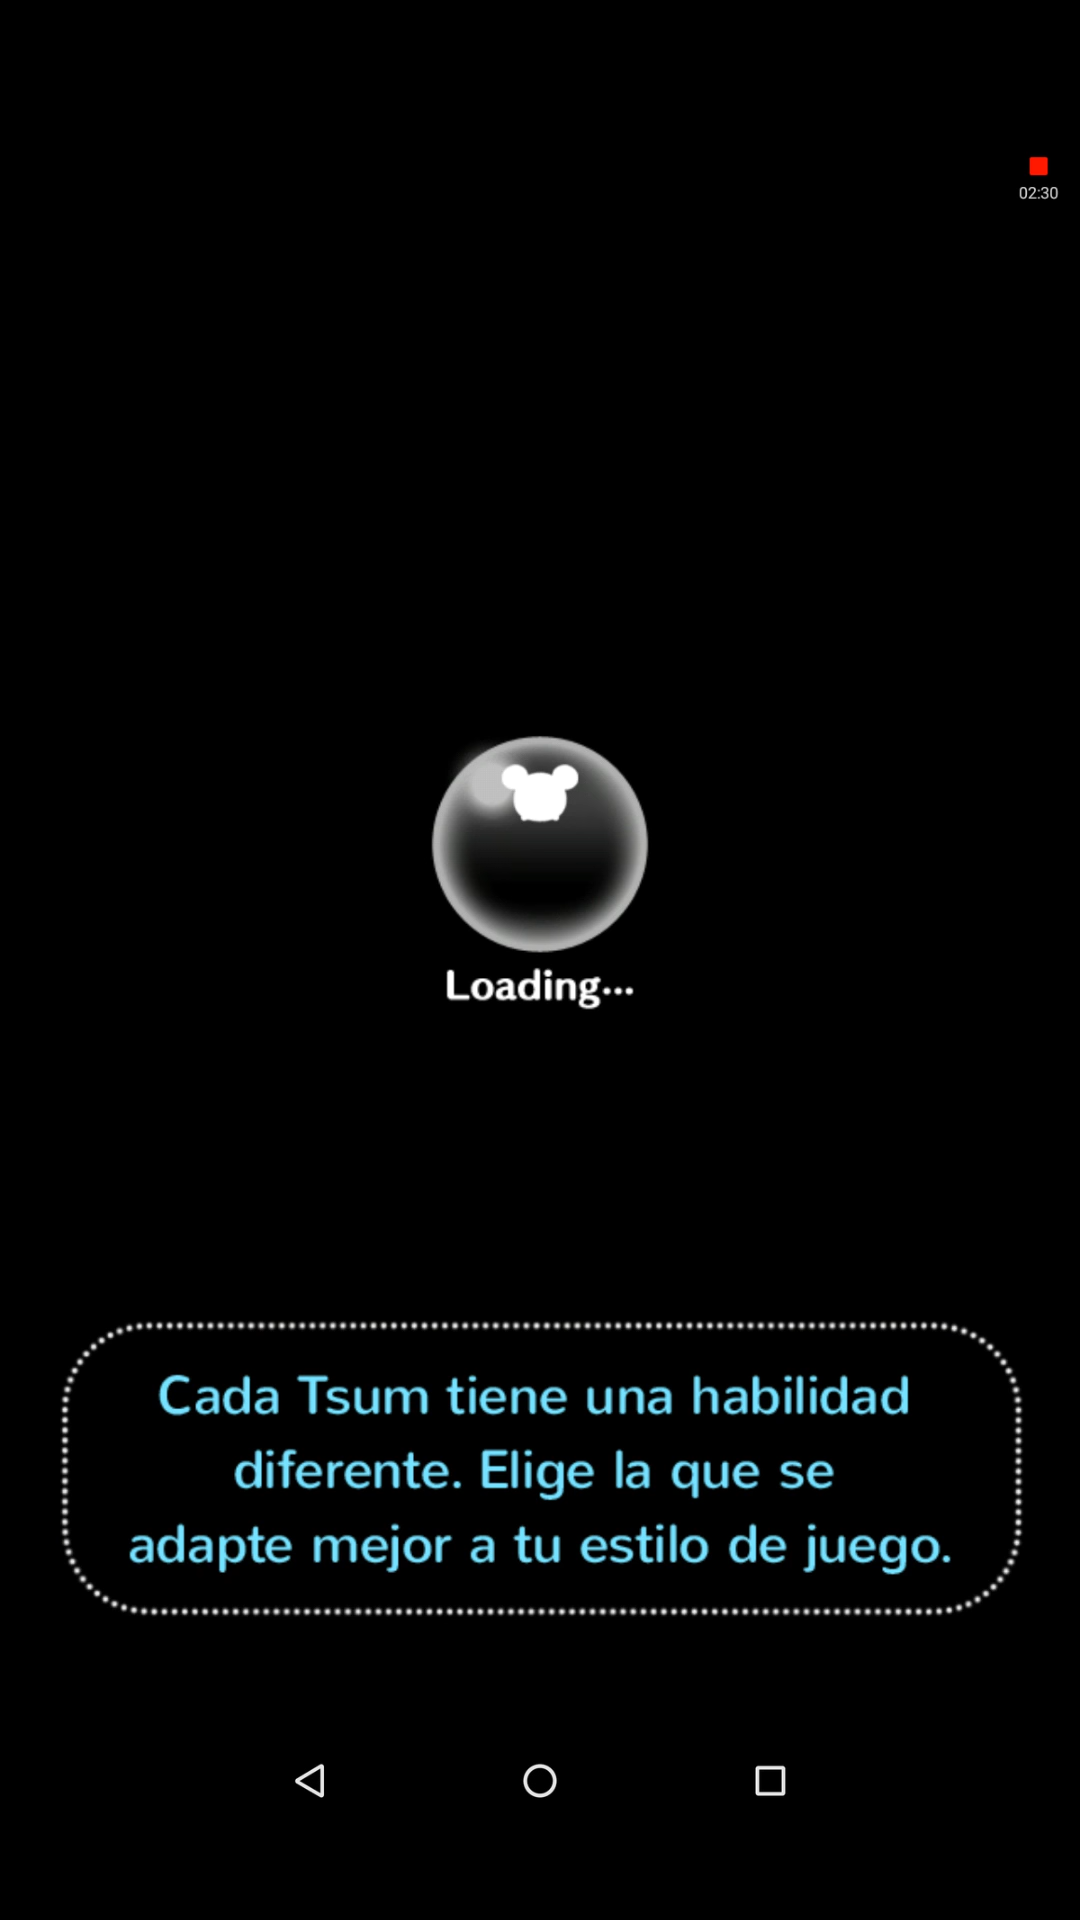 02:30
Loading...
Cada Tsum tiene una habilidad
diferente. Elige la que se
adapte mejor a tu estilo de juego.